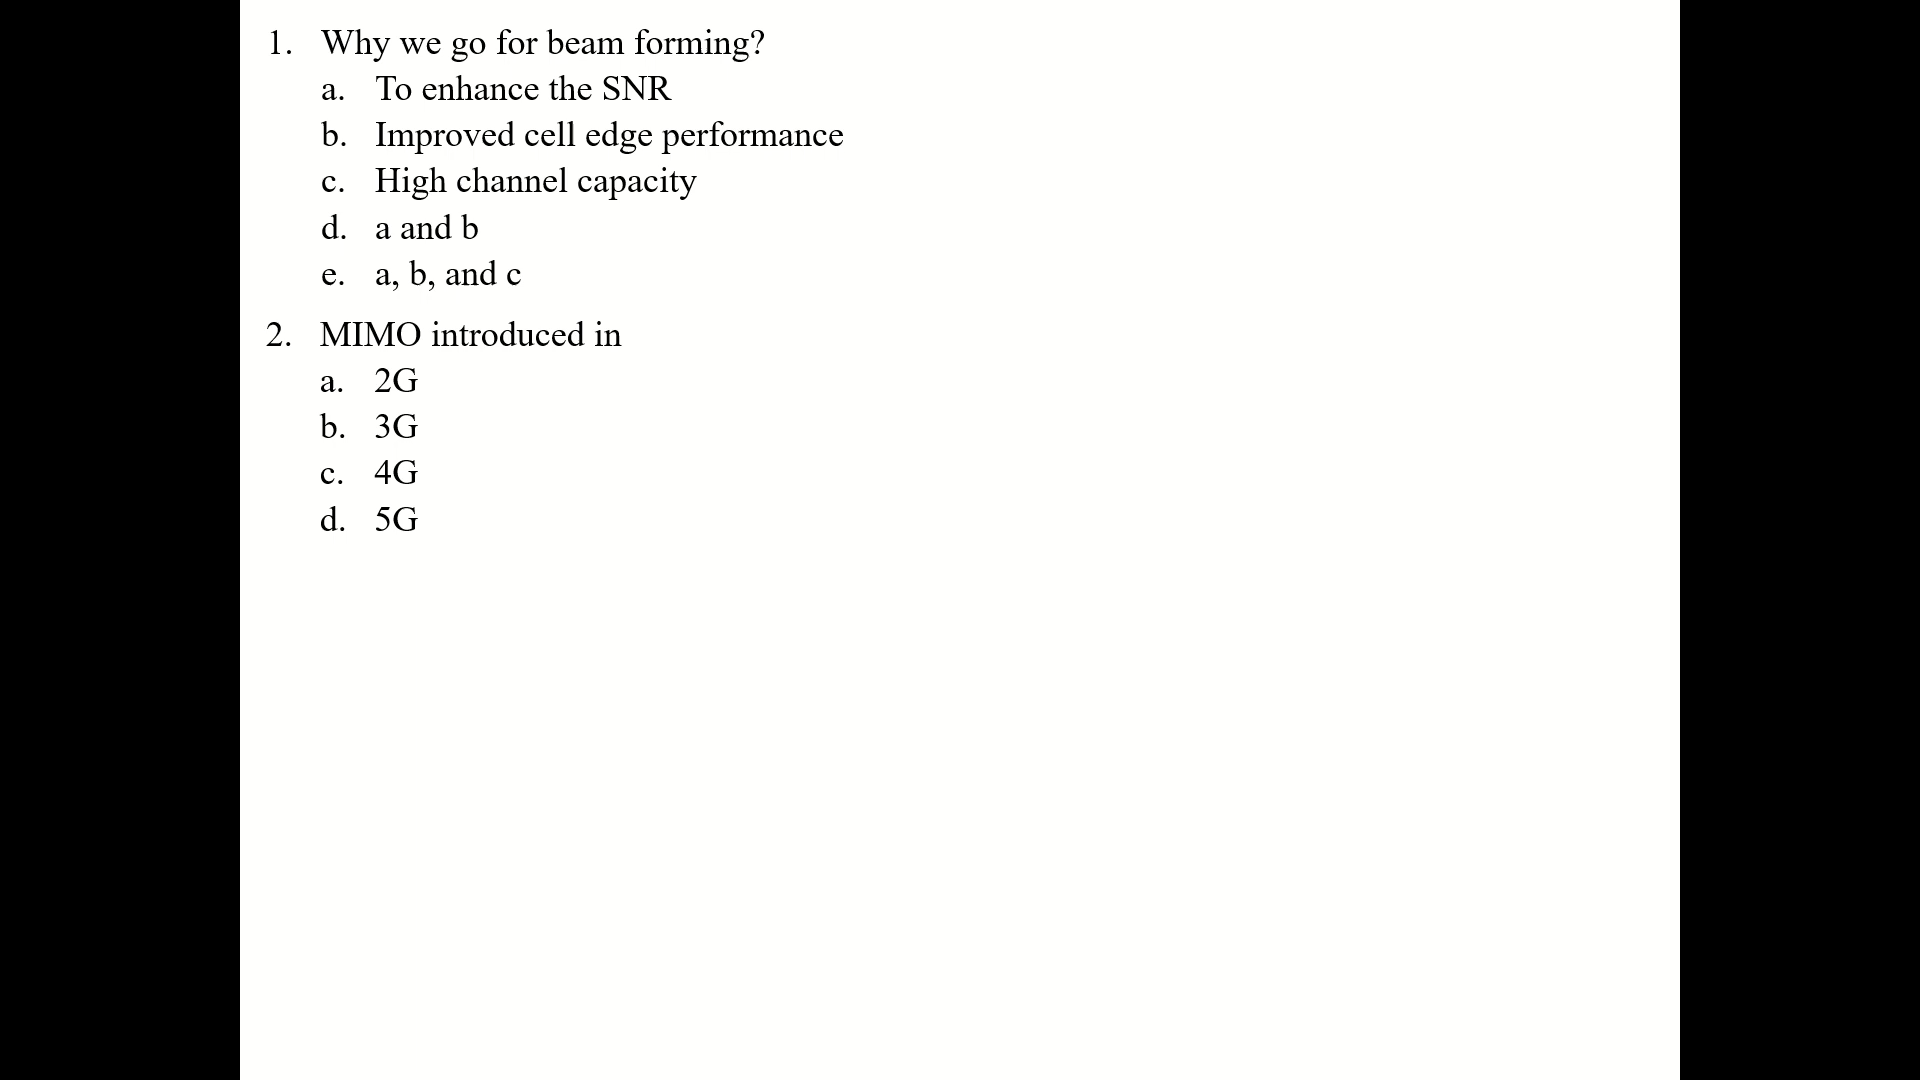 1. Why we go for beam forming?
a. To enhance the SNR
b. Improved cell edge performance
c. High channel capacity
d. a and b
e. a, b, and c
2. MIMO introduced in
a. 2G
b. 3G
c. 4G
d. 5G